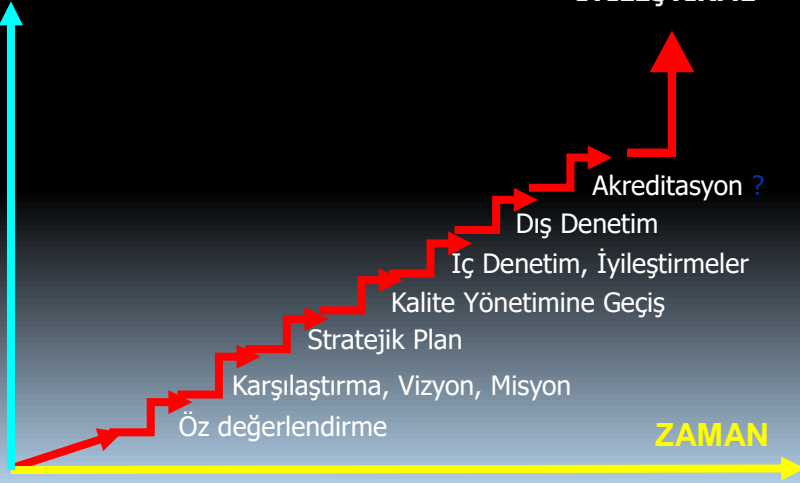 Akreditasyon ?
Dış Denetim
İç Denetim, İyileştirmeler
Kalite Yönetimine Geçiş
Stratejik Plan
Karşılaştırma, Vizyon, Misyon
Öz değerlendirme
ZAMAN